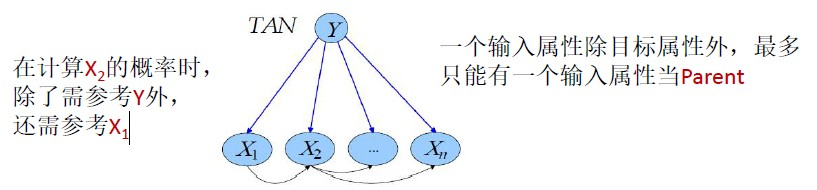 TAN
Y
一个输入属性除目标属性外，最多
只能有一个输入属性当Parent
在计算X2的概率时，
除了需参考Y外，
还需参考X1
X1
X2
...
Xn